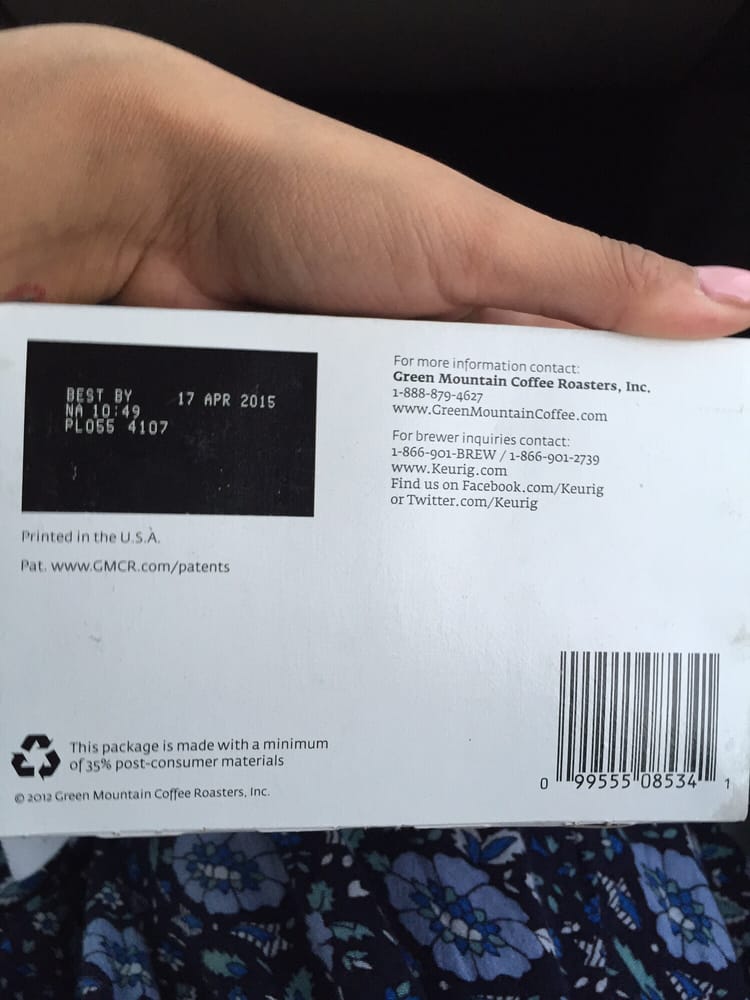 BEST BY 17 APR 2015
NA 10:49
PL055 4107
Printed in the U.S.A.
Pat. www.GMCR.com/patents
For more information contact:
Green Mountain Coffee Roasters, Inc.
1-888-879-4627
www.GreenMountainCoffee.com
For brewer inquiries contact:
1-866-901-BREW / 1-866-901-2739
www.Keurig.com
Find us on Facebook.com/Keurig
or Twitter.com/Keurig
This package is made with a minimum
of 35% post-consumer materials
© 2012 Green Mountain Coffee Roasters, Inc.
0 99555 08534 1